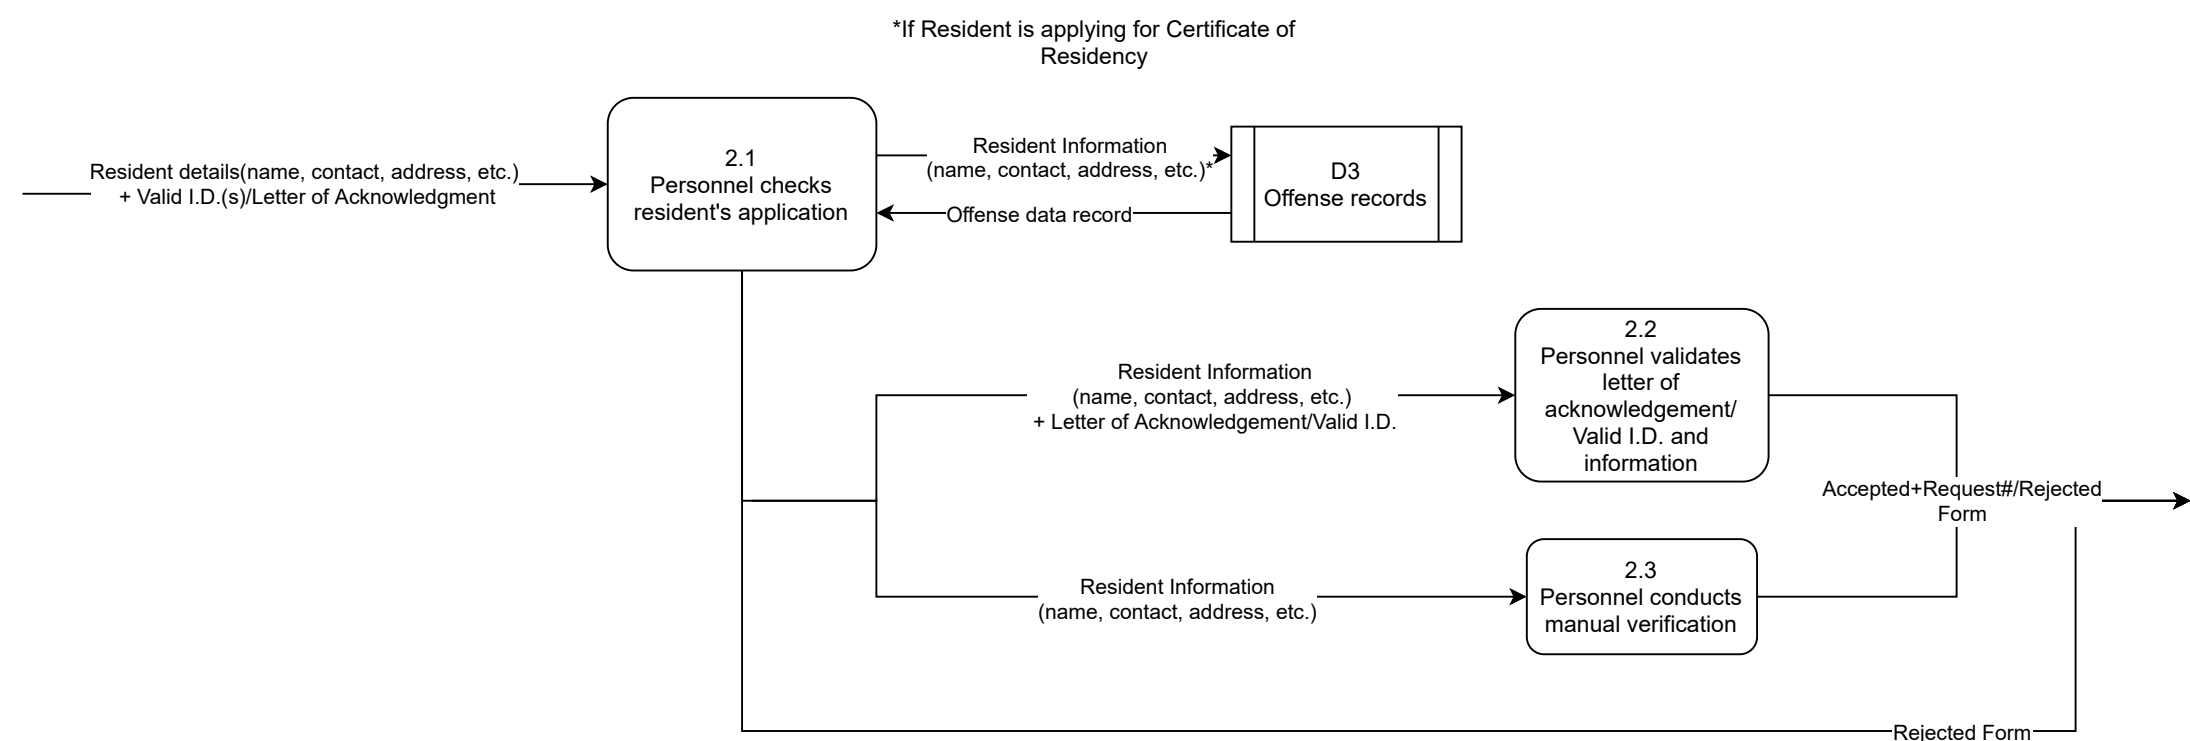 *If Resident is applying for Certificate of
Residency
Resident details(name, contact, address, etc.)
+ Valid I.D.(s)/Letter of Acknowledgment
2.1
Personnel checks
resident's application
Resident Information
(name, contact, address, etc.)*
Offense data record
D3
Offense records
Resident Information
(name, contact, address, etc.)
+ Letter of Acknowledgement/Valid I.D.
2.2
Personnel validates
letter of
acknowledgement/
Valid I.D. and
information
Accepted+Request#/Rejected
Form
Resident Information
(name, contact, address, etc.)
2.3
Personnel conducts
manual verification
Rejected Form